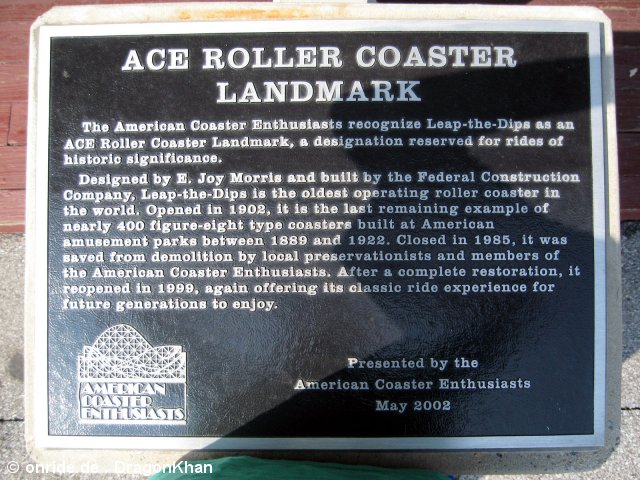 ACE ROLLER COASTER
LANDMARK
The American Coaster Enthusiasts recognize Leap-the-Dips as an
ACE Roller Coaster Landmark, a designation reserved for rides of
historic significance.
Designed by E. Joy Morris and built by the Federal Construction
Company, Leap-the-Dips is the oldest operating roller coaster in
the world. Opened in 1902, it is the last remaining example of
nearly 400 figure-eight type coasters built at American
amusement parks between 1889 and 1922. Closed in 1985, it was
saved from demolition by local preservationists and members of
the American Coaster Enthusiasts. After a complete restoration, it
reopened in 1999, again offering its classic ride experience for
future generations to enjoy.
AMERICAN
COASTER
ENTHUSIASTS
Presented by the
American Coaster Enthusiasts
May 2002
© onride.de . DragonKhan